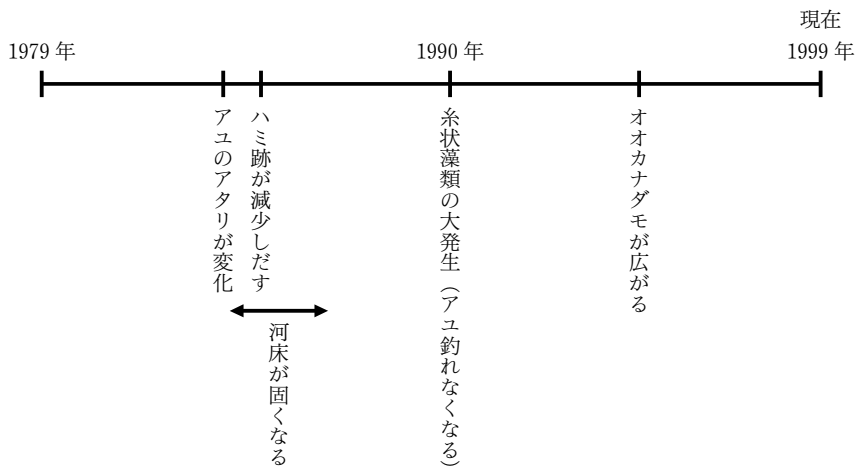 現在
1979 年
1990 年
1999 年
アユのアタリが変化
ハミ跡が減少しだす
河床が固くなる
糸状藻類の大発生（アユ釣れなくなる）
オオカナダモが広がる